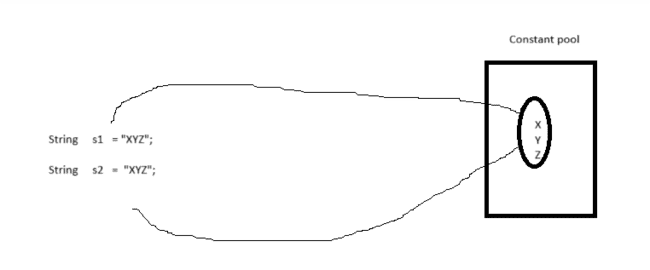 Constant pool
String s1 = "XYZ";
String s2 = "XYZ";
X
Y
Z